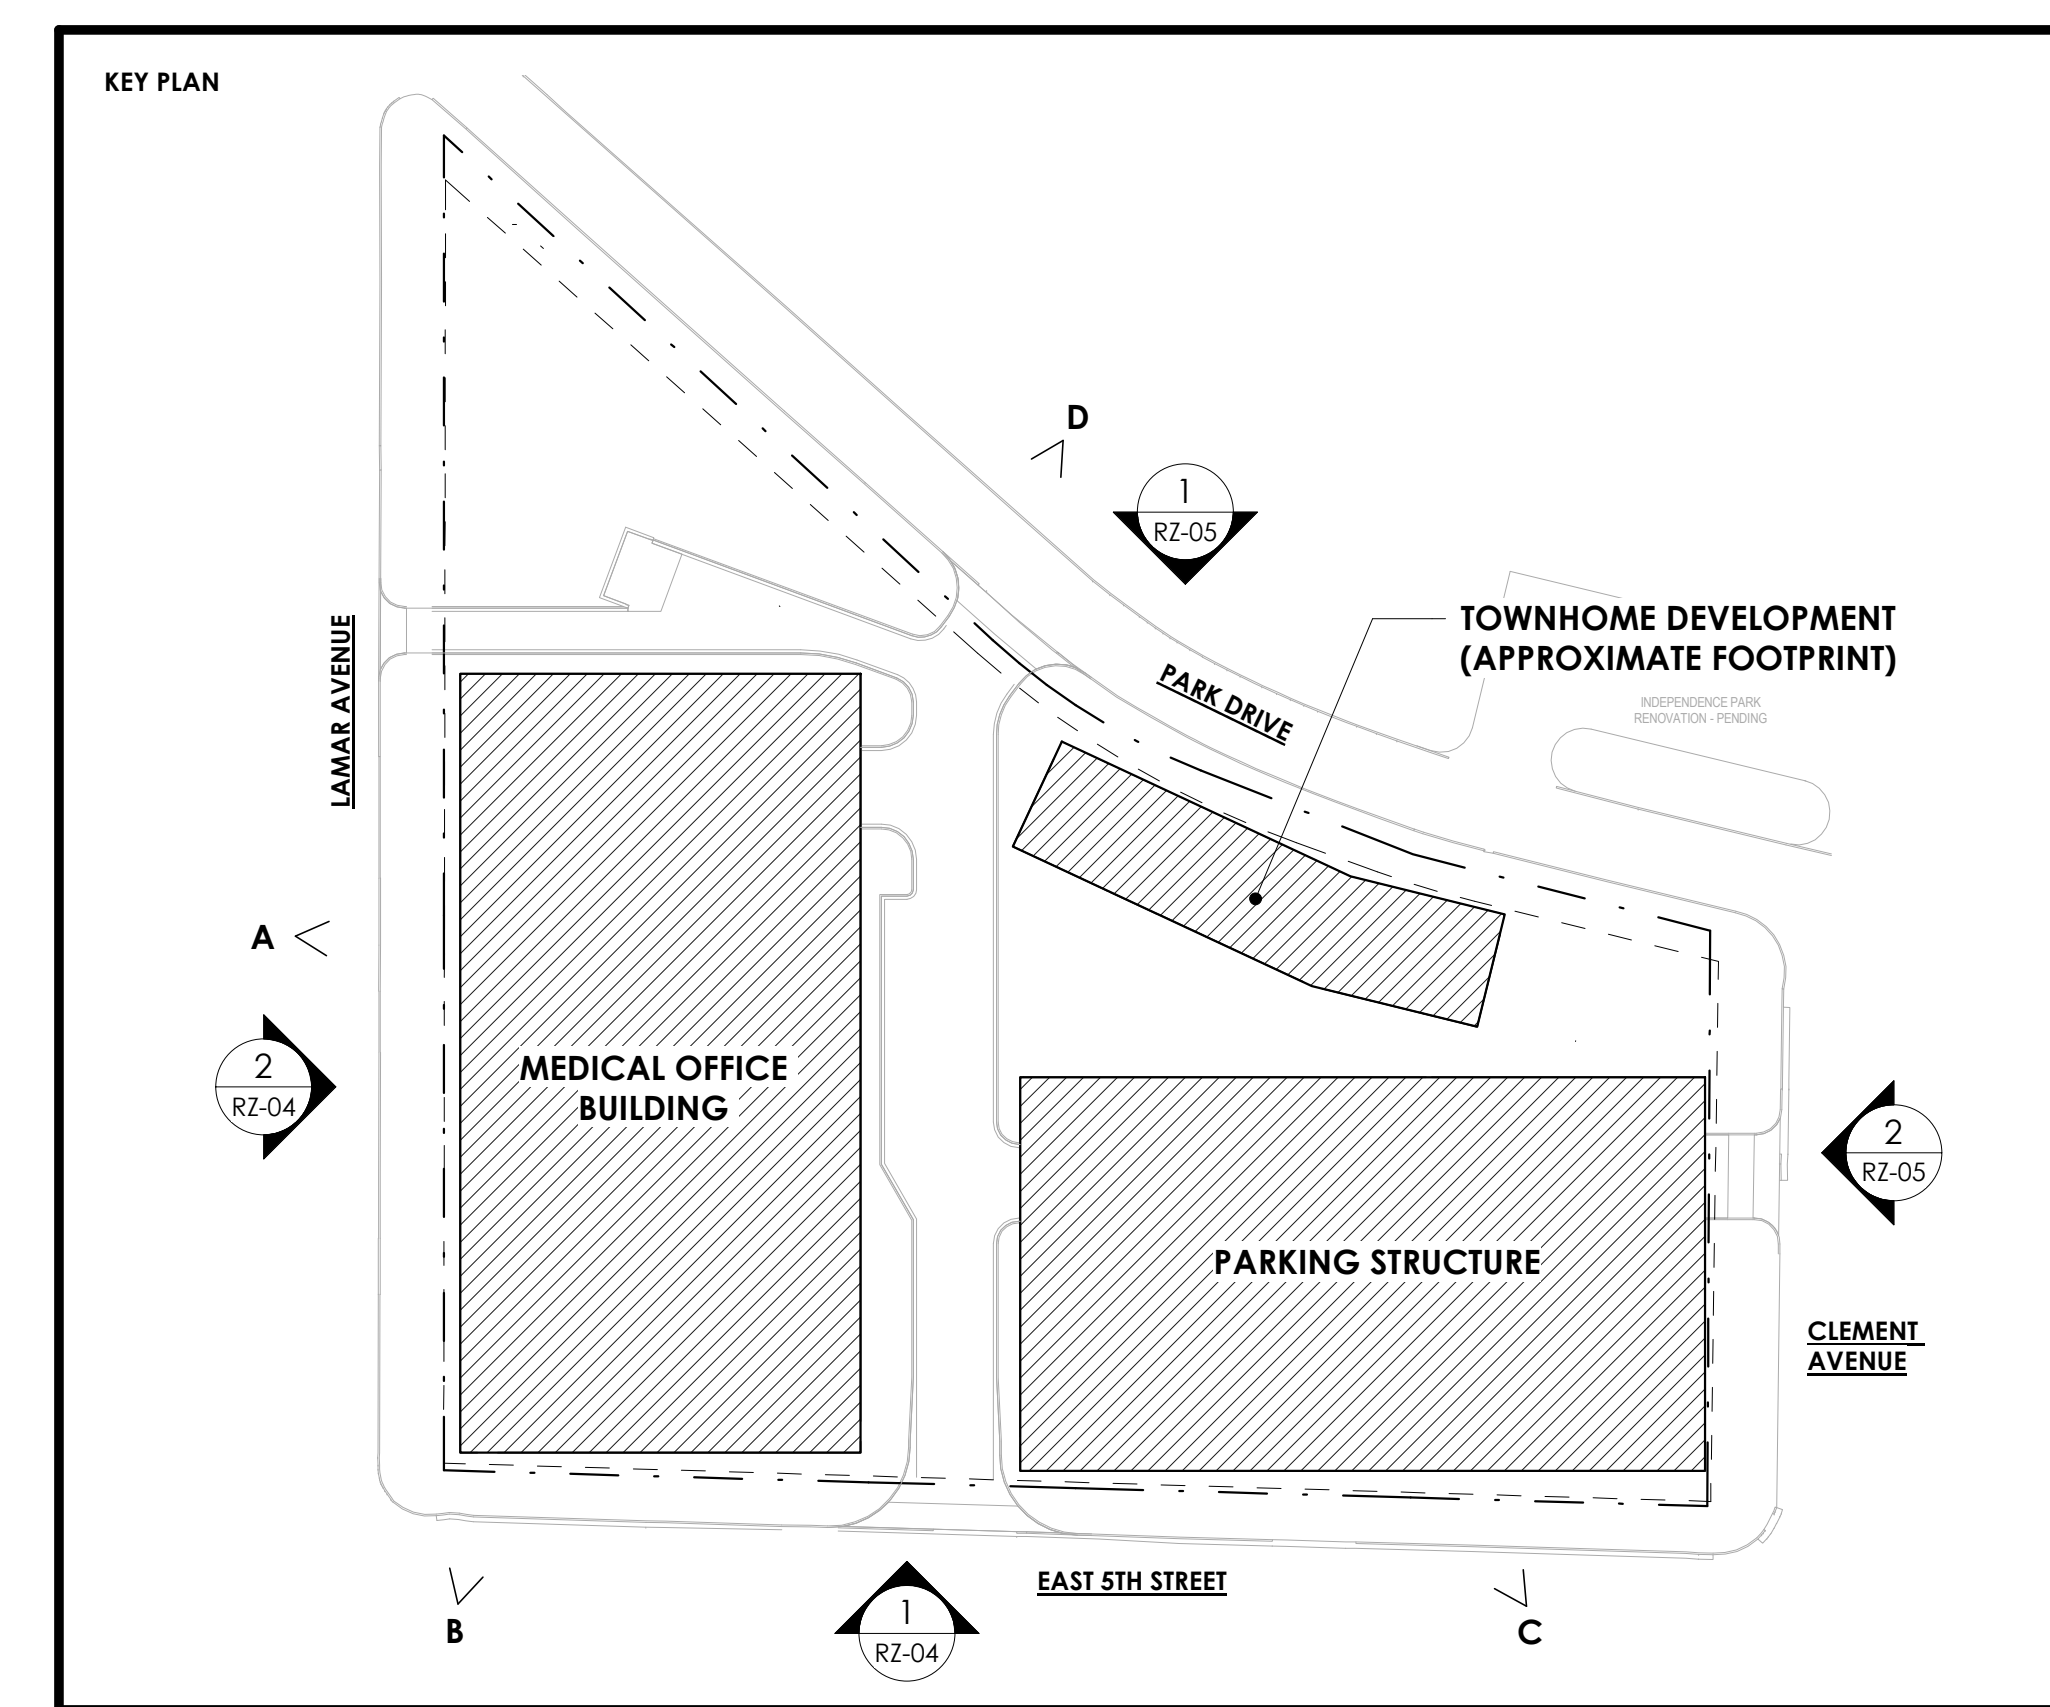 KEY PLAN
D
1
RZ-05
TOWNHOME DEVELOPMENT
(APPROXIMATE FOOTPRINT)
INDEPENDENCE PARK
RENOVATION - PENDING
PARK DRIVE
LAMAR AVENUE
A
2
RZ-04
MEDICAL OFFICE
BUILDING
2
RZ-05
PARKING STRUCTURE
CLEMENT
AVENUE
EAST 5TH STREET
B
1
RZ-04
C